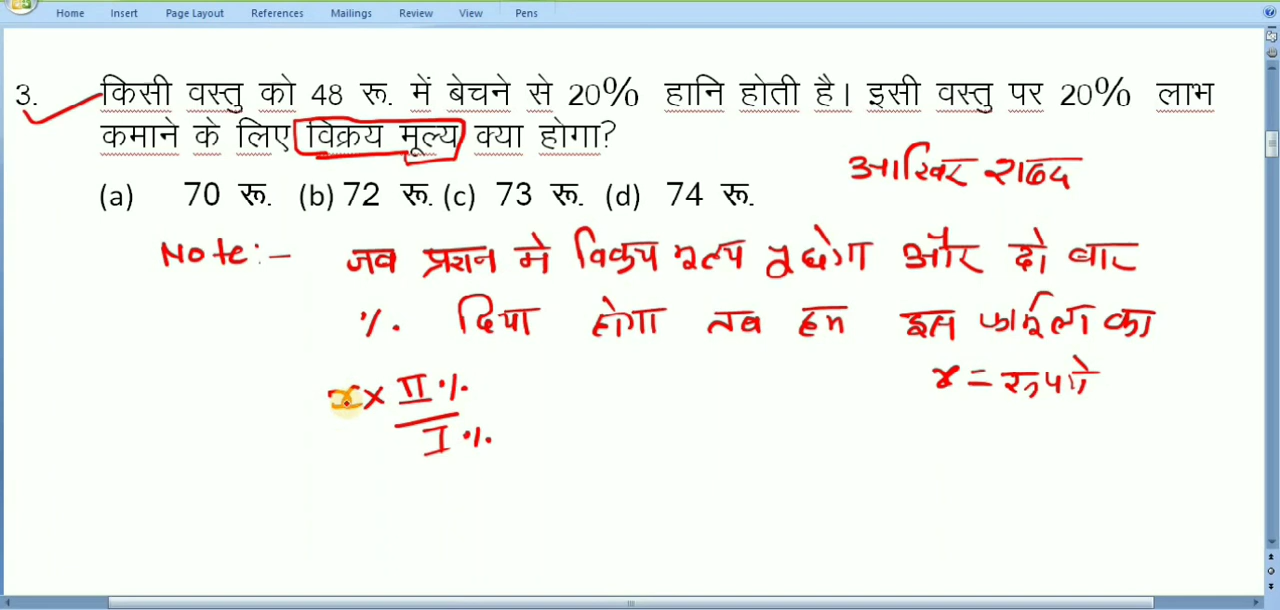 Home Insert Page Layout References Mailings Review View Pens
3. किसी वस्तु को 48 रू. में बेचने से 20% हानि होती है। इसी वस्तु पर 20% लाभ
कमाने के लिए विक्रय मूल्य क्या होगा?
आखिर शब्द
(a) 70 रू. (b) 72 रू. (c) 73 रू. (d) 74 रू.
Note:- जब प्रशन मे विक्रय मूल्य पूछेगा और दो बार
%. दिया होगा तब हम इस फार्मूला का
x × II % / I %
x = रूपये